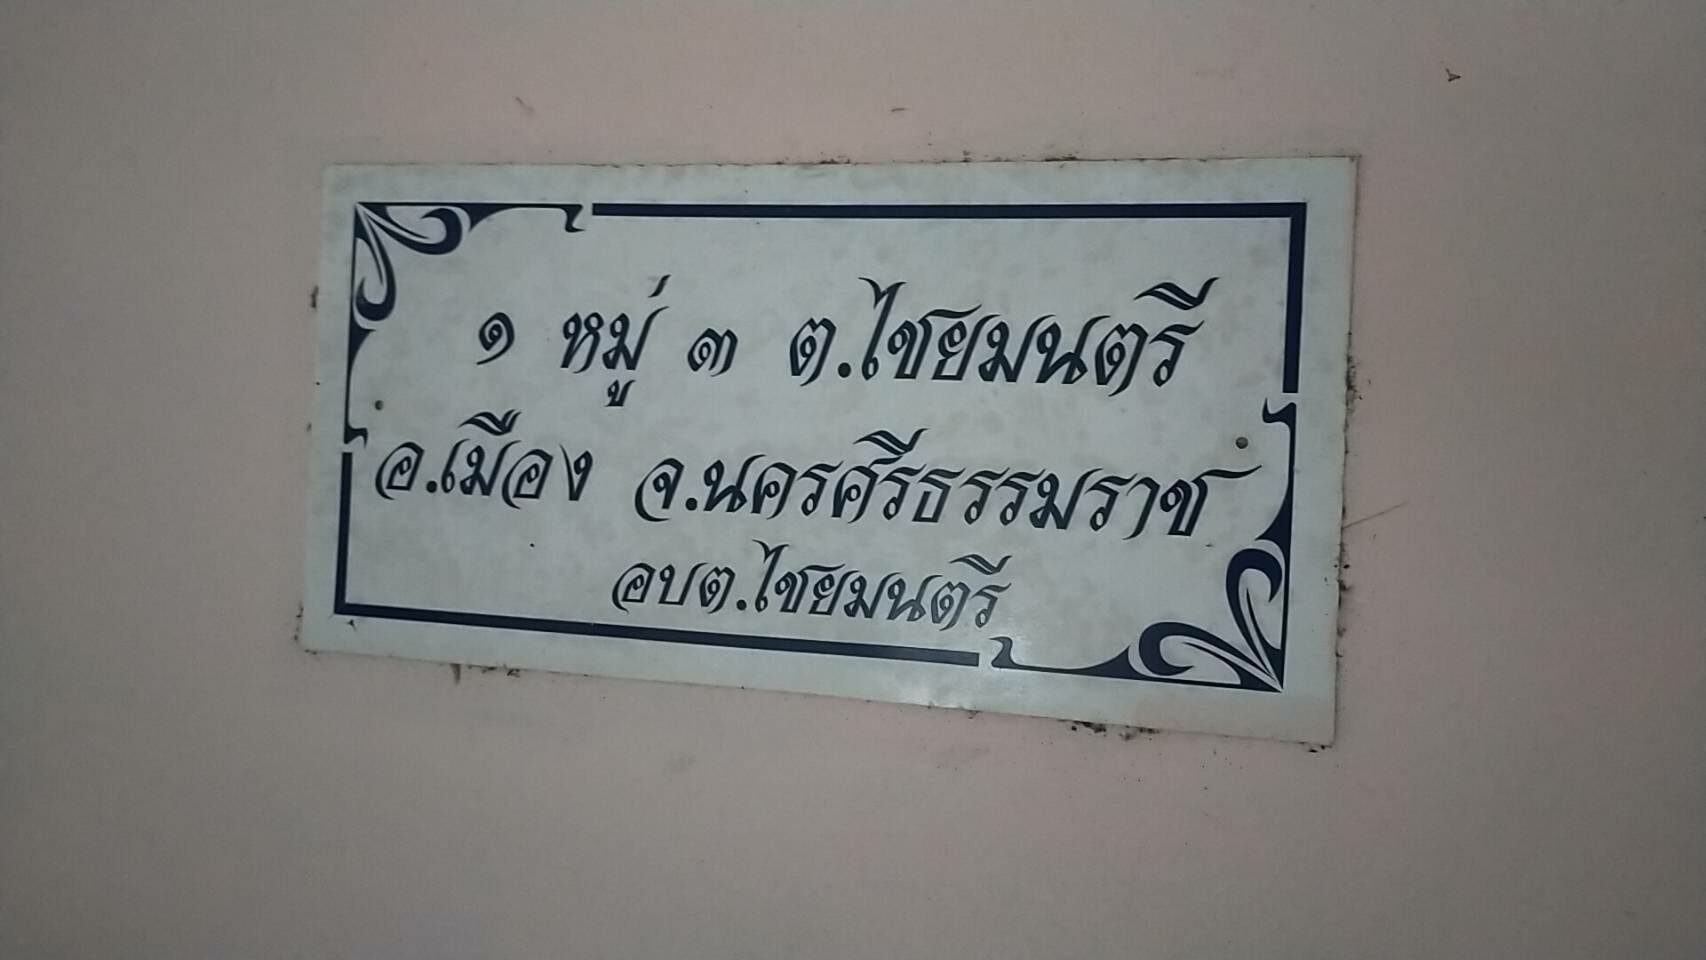 ๑ หมู่ ๓ ต.ไชยมนตรี
อ.เมือง จ.นครศรีธรรมราช
อบต.ไชยมนตรี